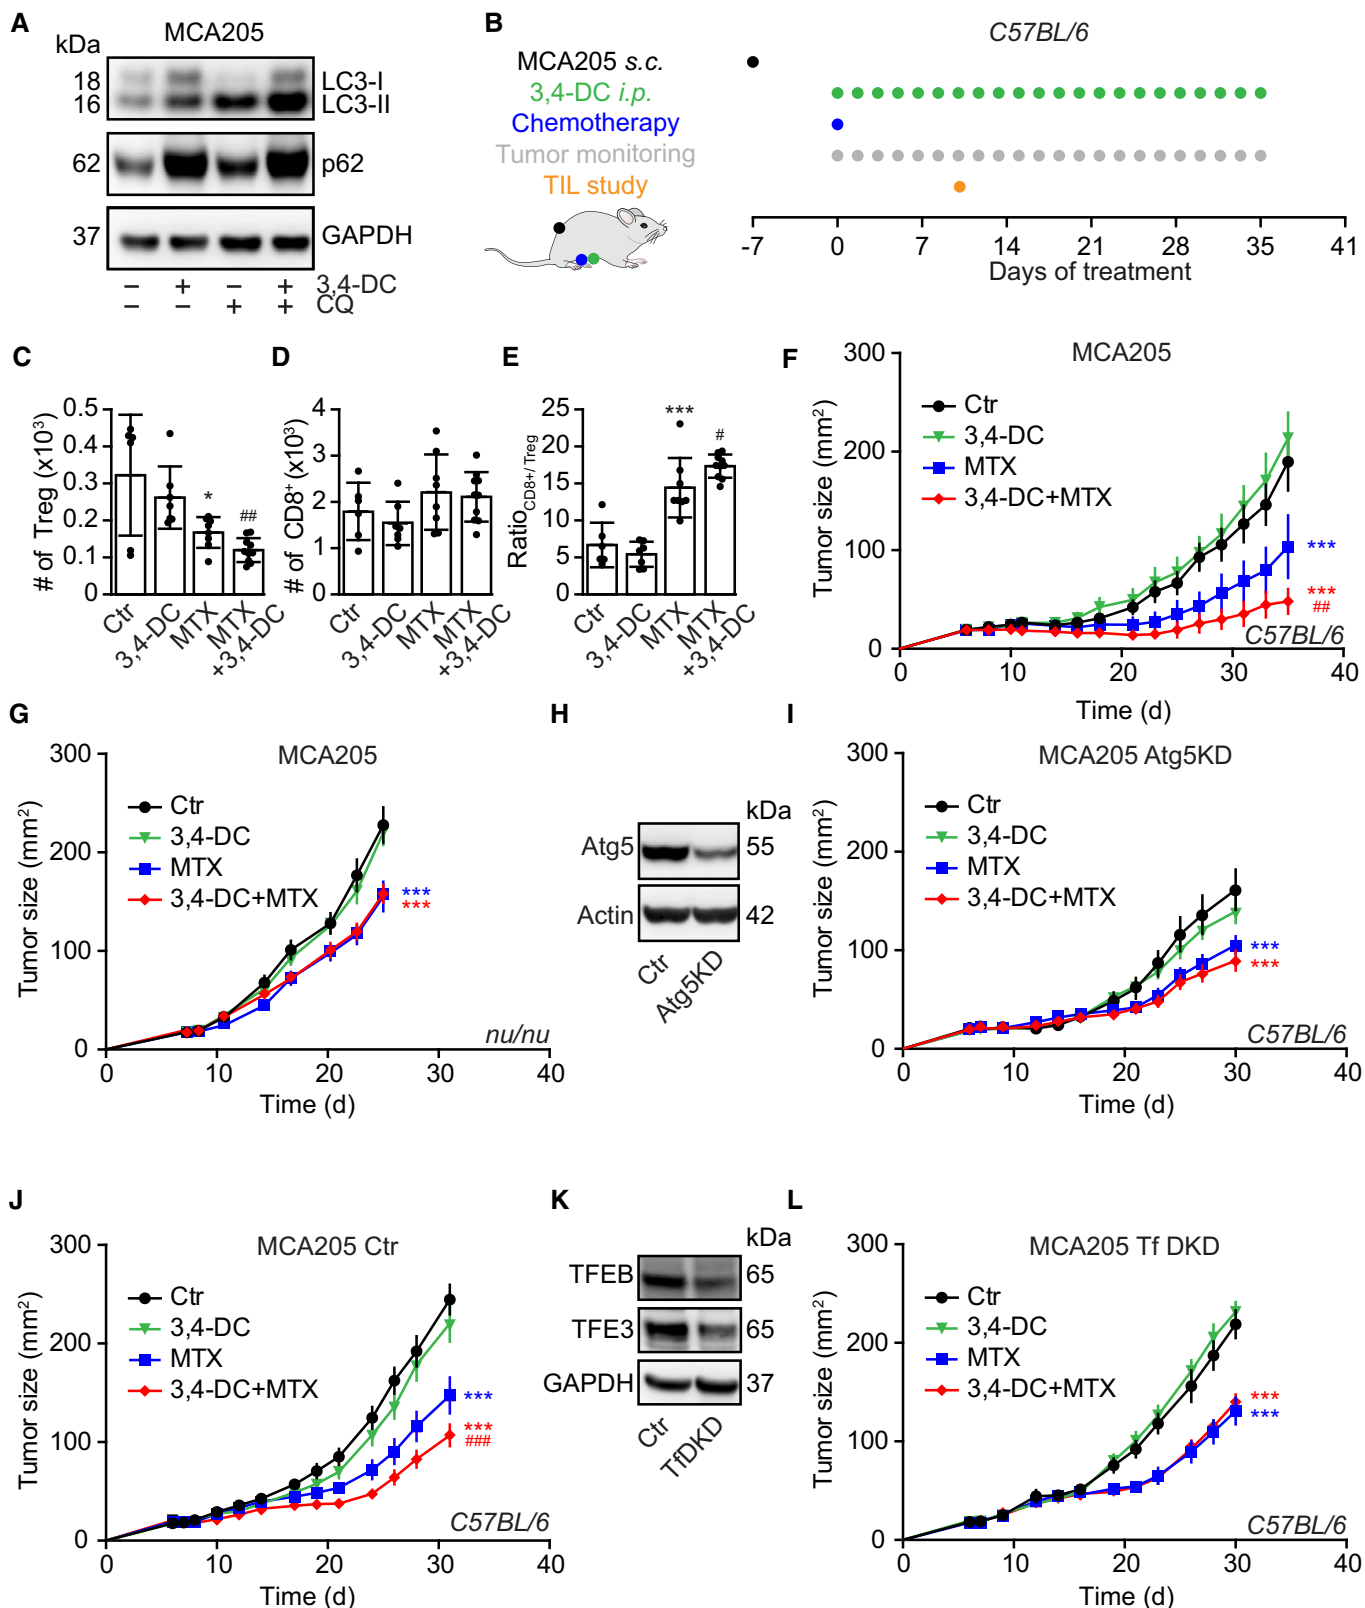 A
MCA205
kDa
18
LC3-I
16
LC3-II
62
p62
37
GAPDH
– + – + 3,4-DC
– – + + CQ
B
C57BL/6
MCA205 s.c.
3,4-DC i.p.
Chemotherapy
Tumor monitoring
TIL study
-7 0 7 14 21 28 35 41
Days of treatment
C
# of Treg (x10³)
0.5
0.4
0.3
0.2
0.1
0
*
##
Ctr
3,4-DC
MTX
MTX
+3,4-DC
D
# of CD8⁺ (x10³)
4
3
2
1
0
Ctr
3,4-DC
MTX
MTX
+3,4-DC
E
Ratio CD8+/Treg
25
20
15
10
5
0
***
#
Ctr
3,4-DC
MTX
MTX
+3,4-DC
F
MCA205
Tumor size (mm²)
300
200
100
0
Ctr
3,4-DC
MTX
3,4-DC+MTX
***
***
##
C57BL/6
0 10 20 30 40
Time (d)
G
MCA205
Tumor size (mm²)
300
200
100
0
Ctr
3,4-DC
MTX
3,4-DC+MTX
***
***
nu/nu
0 10 20 30 40
Time (d)
H
kDa
Atg5 55
Actin 42
Ctr
Atg5KD
I
MCA205 Atg5KD
Tumor size (mm²)
300
200
100
0
Ctr
3,4-DC
MTX
3,4-DC+MTX
***
***
C57BL/6
0 10 20 30 40
Time (d)
J
MCA205 Ctr
Tumor size (mm²)
300
200
100
0
Ctr
3,4-DC
MTX
3,4-DC+MTX
***
***
###
C57BL/6
0 10 20 30 40
Time (d)
K
kDa
TFEB 65
TFE3 65
GAPDH 37
Ctr
TfDKD
L
MCA205 Tf DKD
Tumor size (mm²)
300
200
100
0
Ctr
3,4-DC
MTX
3,4-DC+MTX
***
***
C57BL/6
0 10 20 30 40
Time (d)